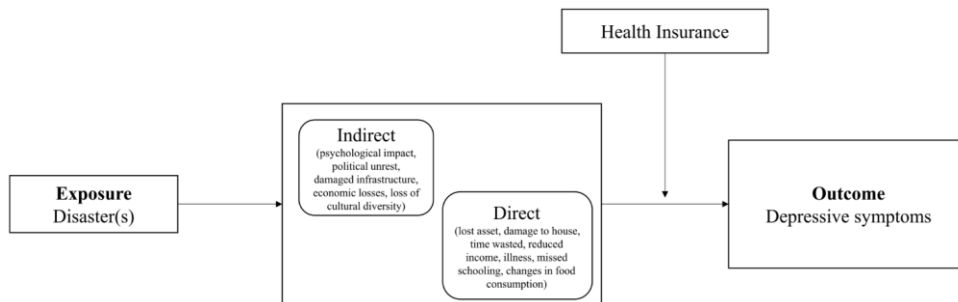 Health Insurance
Indirect
(psychological impact,
political unrest,
damaged infrastructure,
economic losses, loss of
cultural diversity)
Exposure
Disaster(s)
Direct
(lost asset, damage to house,
time wasted, reduced
income, illness, missed
schooling, changes in food
consumption)
Outcome
Depressive symptoms